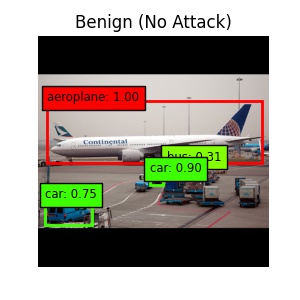 Benign (No Attack)
aeroplane: 1.00
Continental
bus: 0.31
car: 0.90
car: 0.75